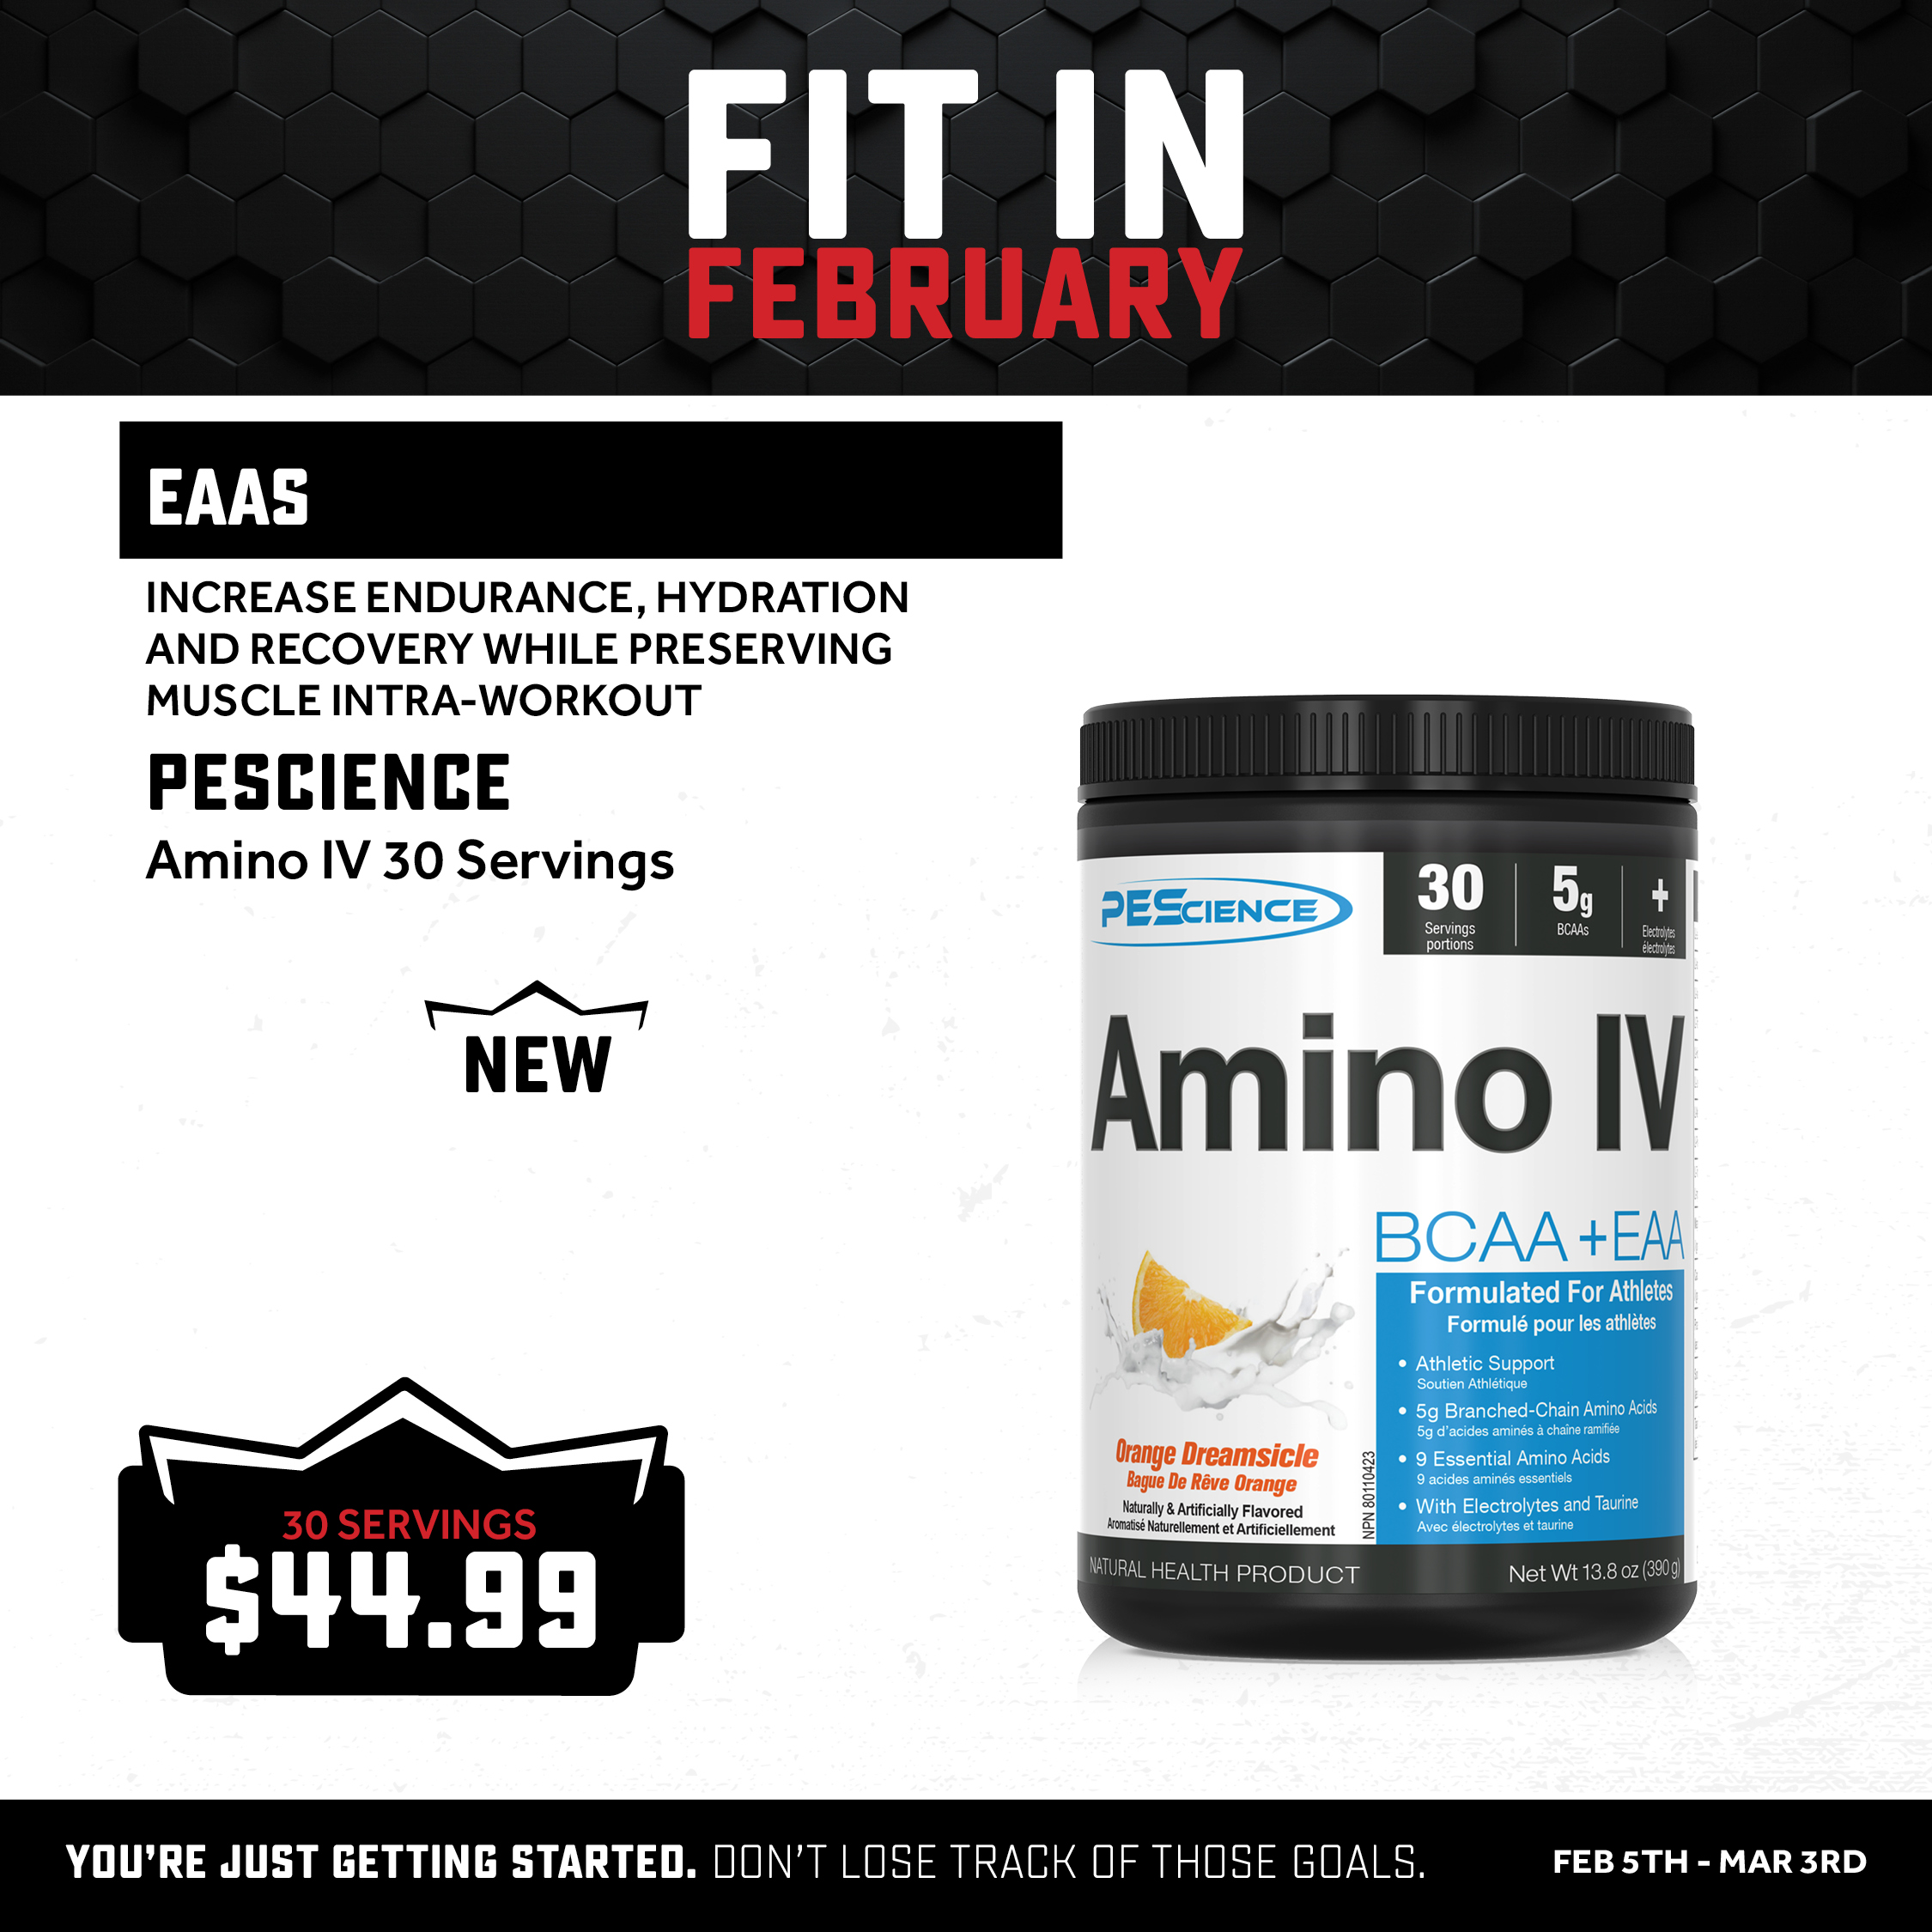 FIT IN
FEBRUARY
EAAS
INCREASE ENDURANCE, HYDRATION
AND RECOVERY WHILE PRESERVING
MUSCLE INTRA-WORKOUT
PESCIENCE
Amino IV 30 Servings
NEW
30 SERVINGS
$44.99
PESCIENCE
30
Servings
portions
5g
BCAAs
+
Electrolytes
électrolytes
Amino IV
BCAA +EAA
Formulated For Athletes
Formulé pour les athlètes
• Athletic Support
Soutien Athlétique
• 5g Branched-Chain Amino Acids
5g d'acides aminés à chaîne ramifiée
• 9 Essential Amino Acids
9 acides aminés essentiels
• With Electrolytes and Taurine
Avec électrolytes et taurine
Orange Dreamsicle
Bague De Rêve Orange
Naturally & Artificially Flavored
Aromatisé Naturellement et Artificiellement
NPN 80110423
NATURAL HEALTH PRODUCT
Net Wt 13.8 oz (390 g)
YOU'RE JUST GETTING STARTED. DON'T LOSE TRACK OF THOSE GOALS.
FEB 5TH - MAR 3RD